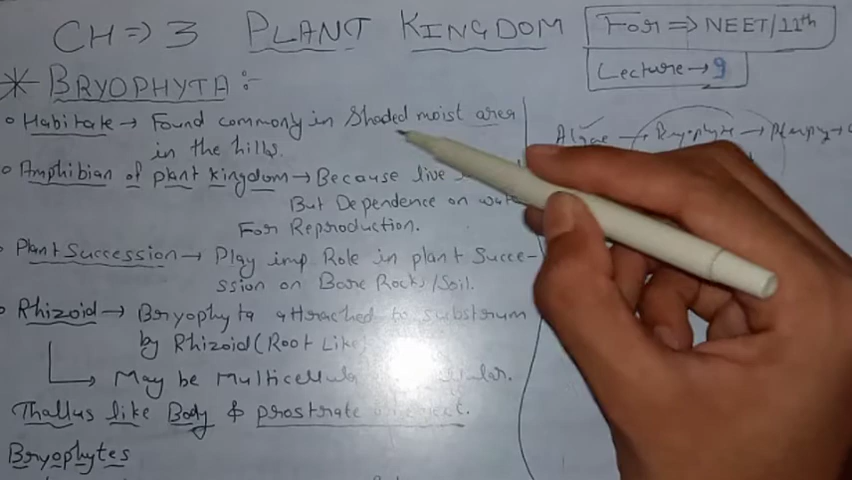 CH => 3 PLANT KINGDOM
For => NEET/11th
Lecture → 9
* BRYOPHYTA :-
Habitate → Found commonly in Shaded moist area
in the hills.
Algae → Bryophyte →
Amphibian of plant kingdom → Because live
But Dependence on
For Reproduction.
Plant Succession → Play imp Role in plant Succe-
ssion on Bare Rocks/Soil.
Rhizoid → Bryophyta attached to substrum
by Rhizoid (Root Like
→ May be Multicellula
Thallus like Body & prostrate
Bryophytes